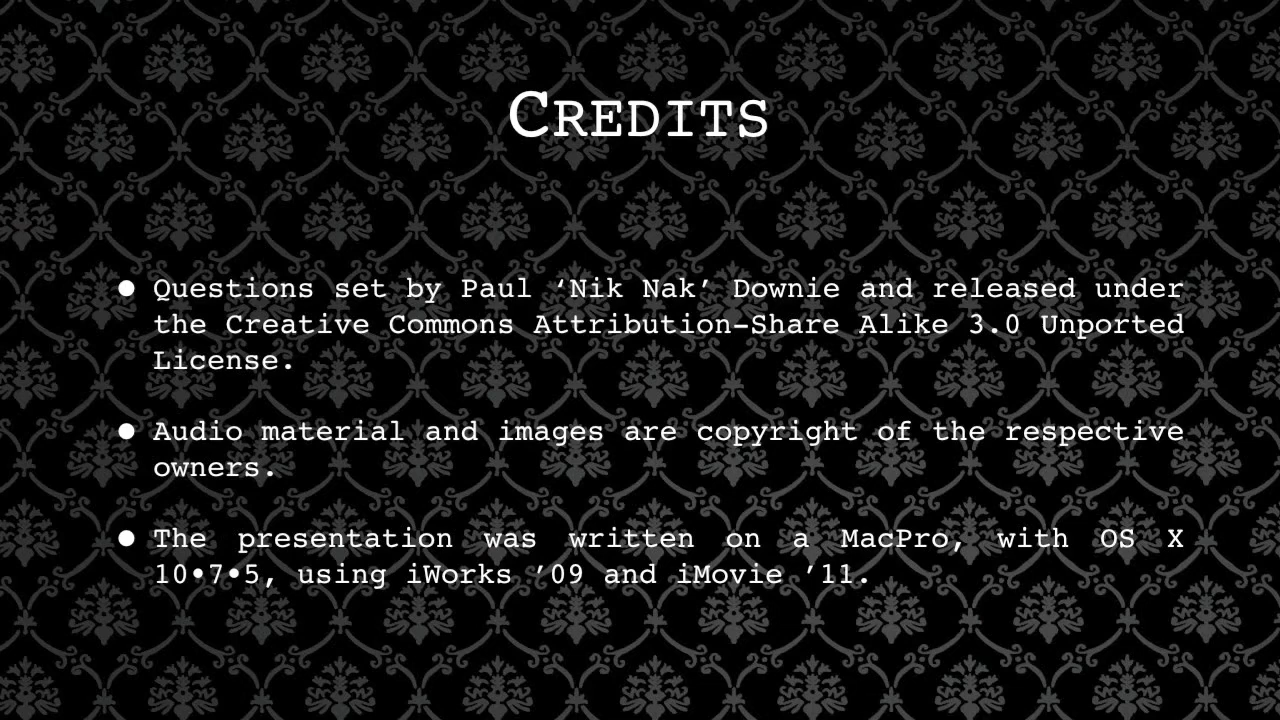 CREDITS
● Questions set by Paul ‘Nik Nak’ Downie and released under
the Creative Commons Attribution-Share Alike 3.0 Unported
License.
● Audio material and images are copyright of the respective
owners.
● The presentation was written on a MacPro, with OS X
10•7•5, using iWorks ’09 and iMovie ’11.